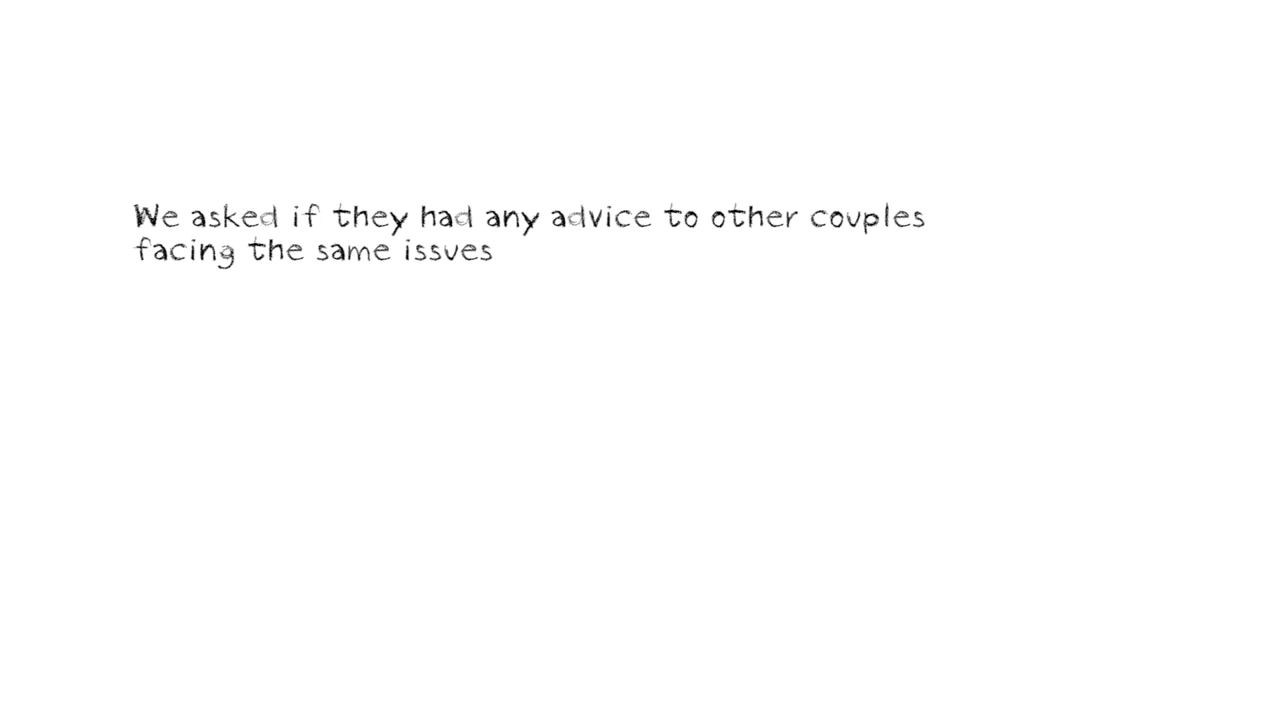 We asked if they had any advice to other couples
facing the same issues